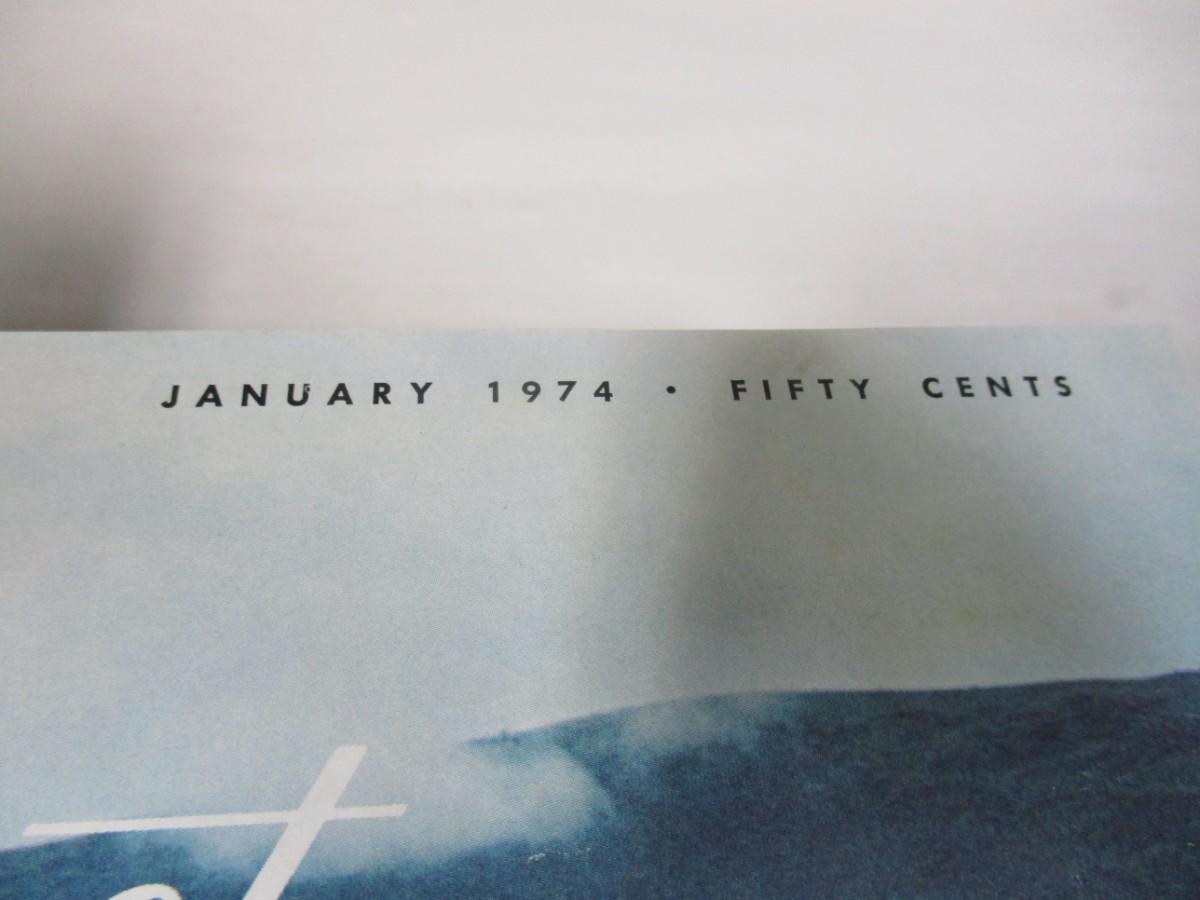 JANUARY 1974 • FIFTY CENTS